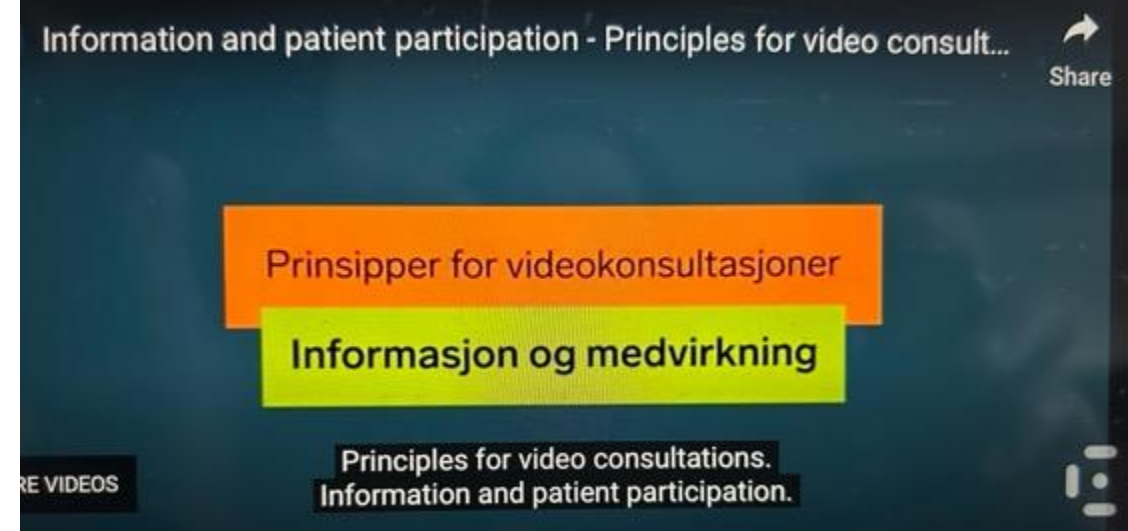 Information and patient participation - Principles for video consult...
Share
Prinsipper for videokonsultasjoner
Informasjon og medvirkning
Principles for video consultations.
Information and patient participation.
RE VIDEOS